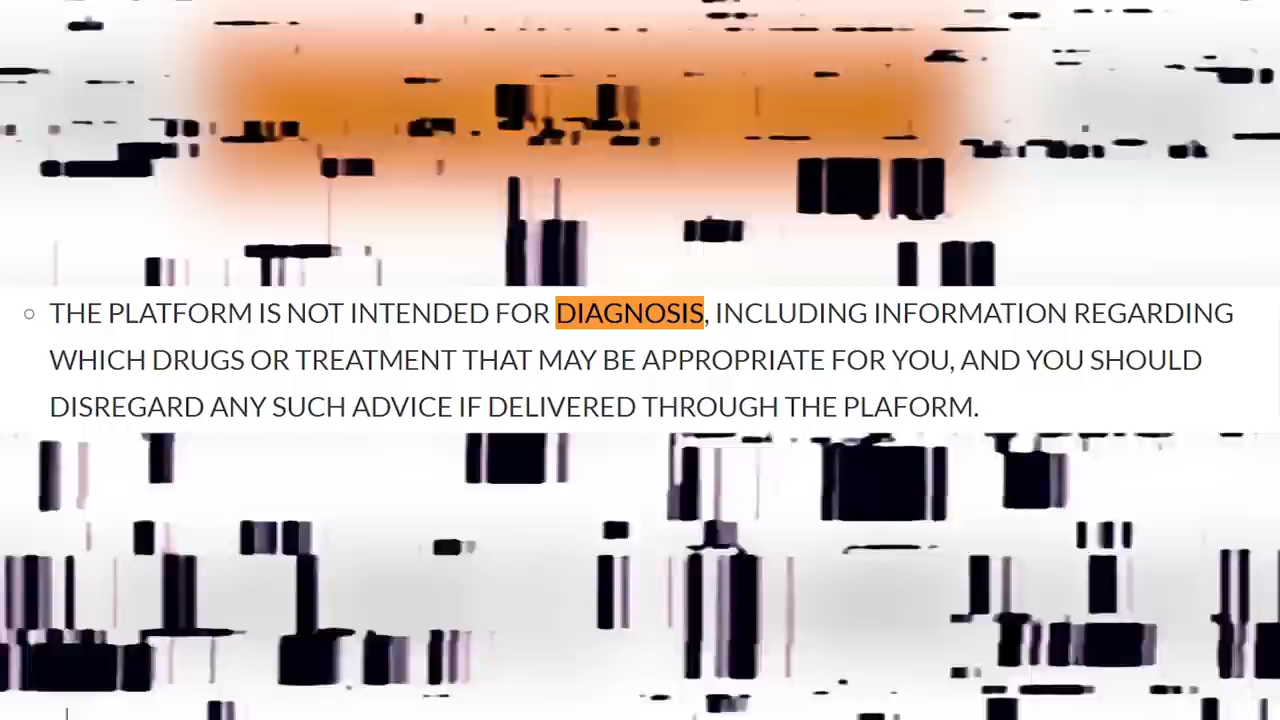 THE PLATFORM IS NOT INTENDED FOR DIAGNOSIS, INCLUDING INFORMATION REGARDING
WHICH DRUGS OR TREATMENT THAT MAY BE APPROPRIATE FOR YOU, AND YOU SHOULD
DISREGARD ANY SUCH ADVICE IF DELIVERED THROUGH THE PLAFORM.